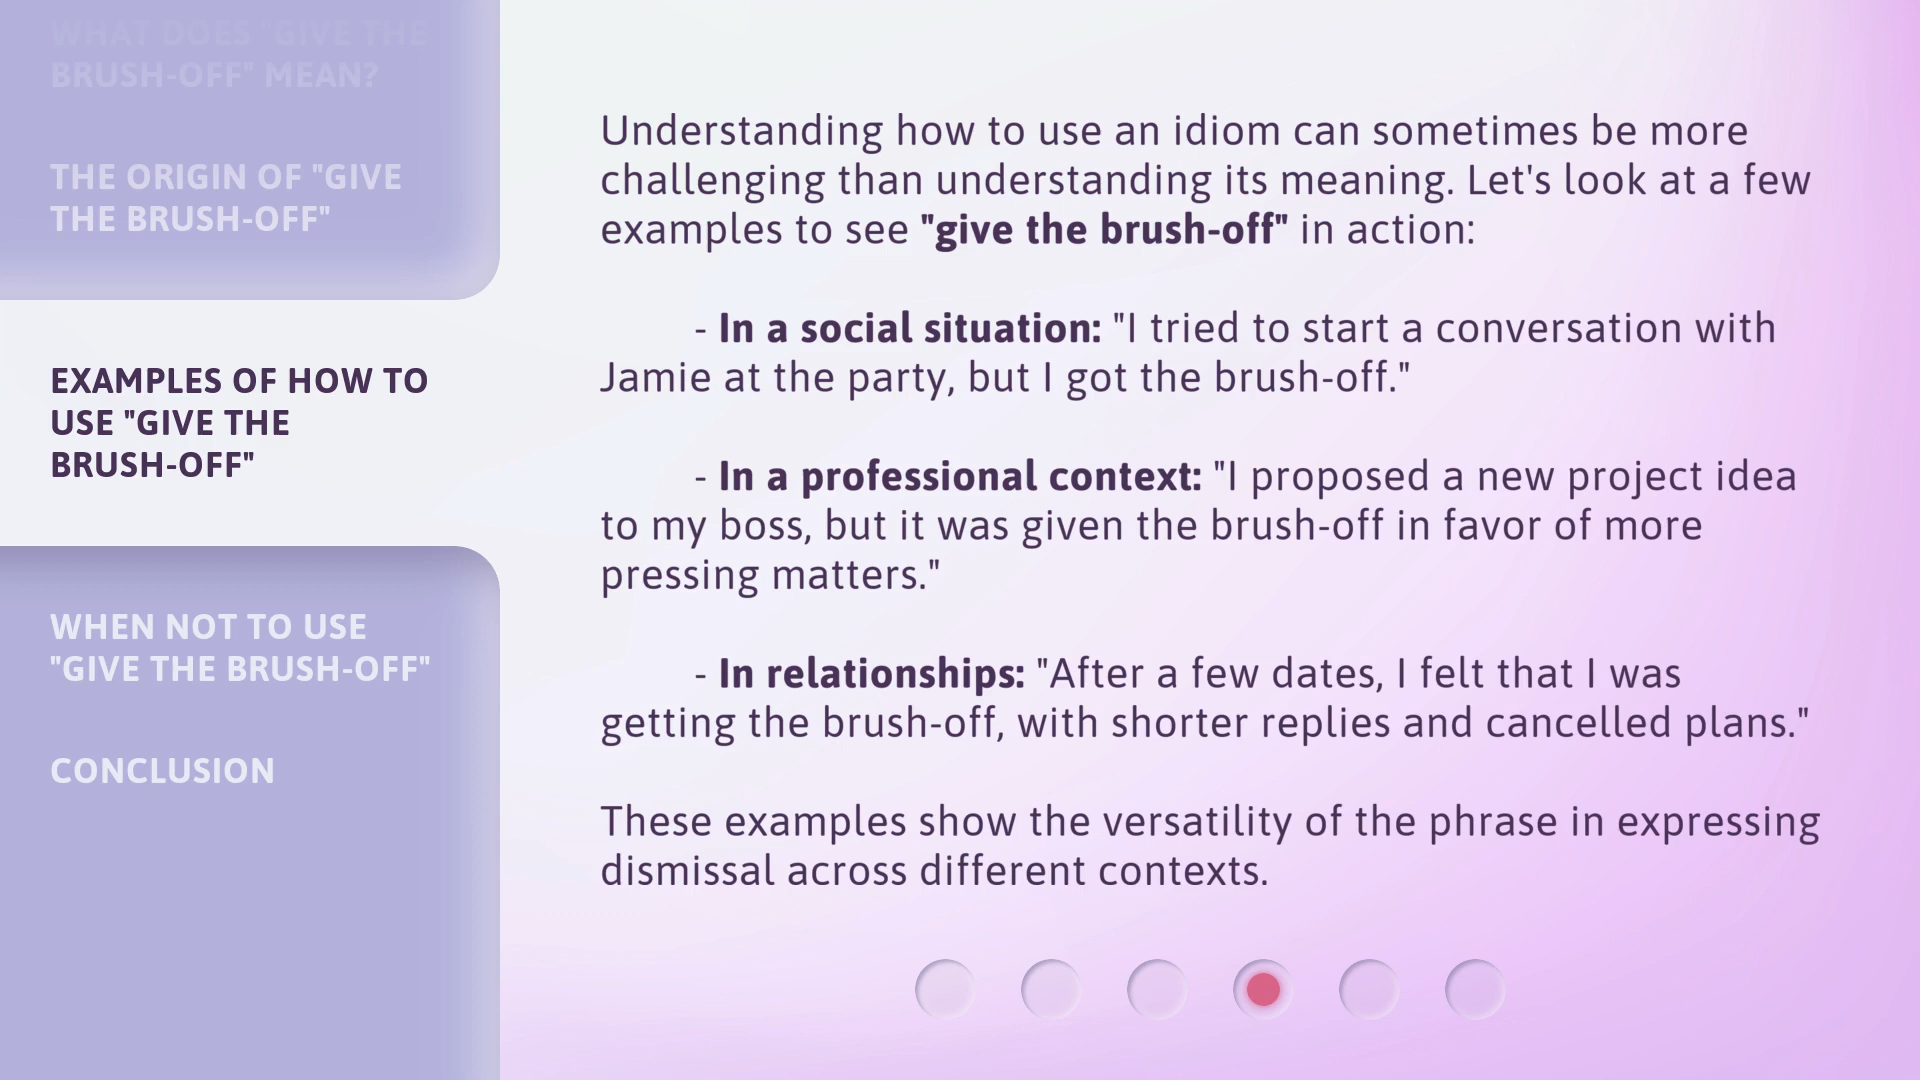 WHAT DOES "GIVE THE
BRUSH-OFF" MEAN?
THE ORIGIN OF "GIVE
THE BRUSH-OFF"
EXAMPLES OF HOW TO
USE "GIVE THE
BRUSH-OFF"
WHEN NOT TO USE
"GIVE THE BRUSH-OFF"
CONCLUSION
Understanding how to use an idiom can sometimes be more
challenging than understanding its meaning. Let's look at a few
examples to see "give the brush-off" in action:
- In a social situation: "I tried to start a conversation with
Jamie at the party, but I got the brush-off."
- In a professional context: "I proposed a new project idea
to my boss, but it was given the brush-off in favor of more
pressing matters."
- In relationships: "After a few dates, I felt that I was
getting the brush-off, with shorter replies and cancelled plans."
These examples show the versatility of the phrase in expressing
dismissal across different contexts.